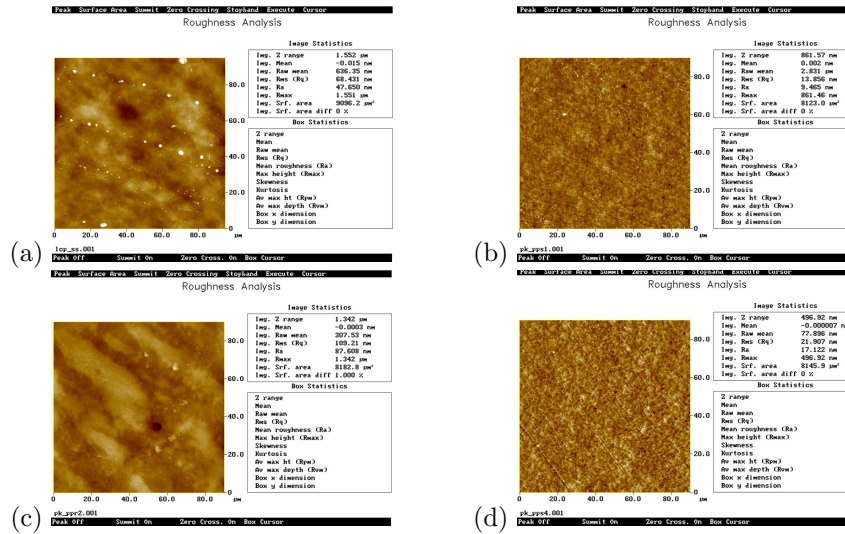 Peak Surface Area Summit Zero Crossing Stopband Execute Cursor
Roughness Analysis
Image Statistics
Img. Z range 1.552 µm
Img. Mean -0.015 nm
Img. Raw mean 636.35 nm
Img. Rms (Rq) 68.431 nm
Img. Ra 47.650 nm
Img. Rmax 1.551 µm
Img. Srf. area 9096.2 µm²
Img. Srf. area diff 0 %
Box Statistics
Z range
Mean
Raw mean
Rms (Rq)
Mean roughness (Ra)
Max height (Rmax)
Skewness
Kurtosis
Av max ht (Rpm)
Av max depth (Rvm)
Box x dimension
Box y dimension
80.0
60.0
40.0
20.0
0
0 20.0 40.0 60.0 80.0
µm
lcp_ss.001
Peak Off Summit On Zero Cross. On Box Cursor
(a)
Peak Surface Area Summit Zero Crossing Stopband Execute Cursor
Roughness Analysis
Image Statistics
Img. Z range 861.57 nm
Img. Mean 0.002 nm
Img. Raw mean 2.831 µm
Img. Rms (Rq) 13.856 nm
Img. Ra 9.465 nm
Img. Rmax 861.46 nm
Img. Srf. area 8123.0 µm²
Img. Srf. area diff 0 %
Box Statistics
Z range
Mean
Raw mean
Rms (Rq)
Mean roughness (Ra)
Max height (Rmax)
Skewness
Kurtosis
Av max ht (Rpm)
Av max depth (Rvm)
Box x dimension
Box y dimension
80.0
60.0
40.0
20.0
0
0 20.0 40.0 60.0 80.0
µm
pk_pps1.001
Peak Off Summit On Zero Cross. On Box Cursor
(b)
Peak Surface Area Summit Zero Crossing Stopband Execute Cursor
Roughness Analysis
Image Statistics
Img. Z range 1.342 µm
Img. Mean -0.0003 nm
Img. Raw mean 307.53 nm
Img. Rms (Rq) 109.21 nm
Img. Ra 87.608 nm
Img. Rmax 1.342 µm
Img. Srf. area 8182.8 µm²
Img. Srf. area diff 1.000 %
Box Statistics
Z range
Mean
Raw mean
Rms (Rq)
Mean roughness (Ra)
Max height (Rmax)
Skewness
Kurtosis
Av max ht (Rpm)
Av max depth (Rvm)
Box x dimension
Box y dimension
80.0
60.0
40.0
20.0
0
0 20.0 40.0 60.0 80.0
µm
pk_ppr2.001
Peak Off Summit On Zero Cross. On Box Cursor
(c)
Peak Surface Area Summit Zero Crossing Stopband Execute Cursor
Roughness Analysis
Image Statistics
Img. Z range 496.92 nm
Img. Mean -0.000007 nm
Img. Raw mean 77.896 nm
Img. Rms (Rq) 21.907 nm
Img. Ra 17.122 nm
Img. Rmax 496.92 nm
Img. Srf. area 8145.9 µm²
Img. Srf. area diff 0 %
Box Statistics
Z range
Mean
Raw mean
Rms (Rq)
Mean roughness (Ra)
Max height (Rmax)
Skewness
Kurtosis
Av max ht (Rpm)
Av max depth (Rvm)
Box x dimension
Box y dimension
80.0
60.0
40.0
20.0
0
0 20.0 40.0 60.0 80.0
µm
pk_pps4.001
Peak Off Summit On Zero Cross. On Box Cursor
(d)